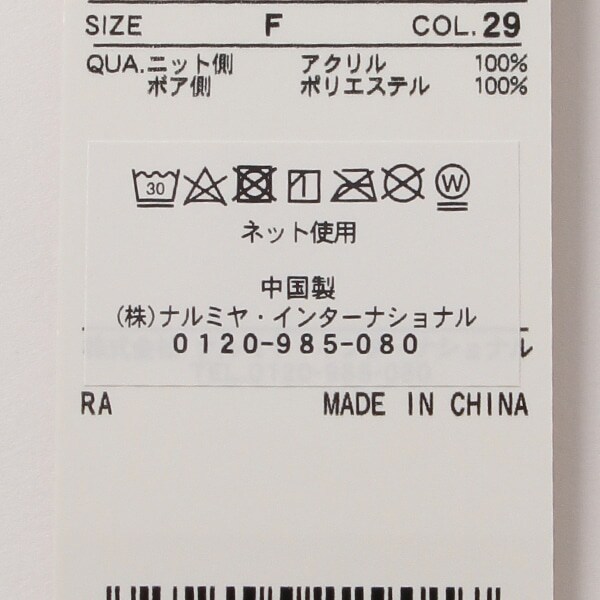 SIZE F COL.29
QUA.ニット側 アクリル 100%
ボア側 ポリエステル 100%
30 W
ネット使用
中国製
(株)ナルミヤ・インターナショナル
0120-985-080
RA MADE IN CHINA